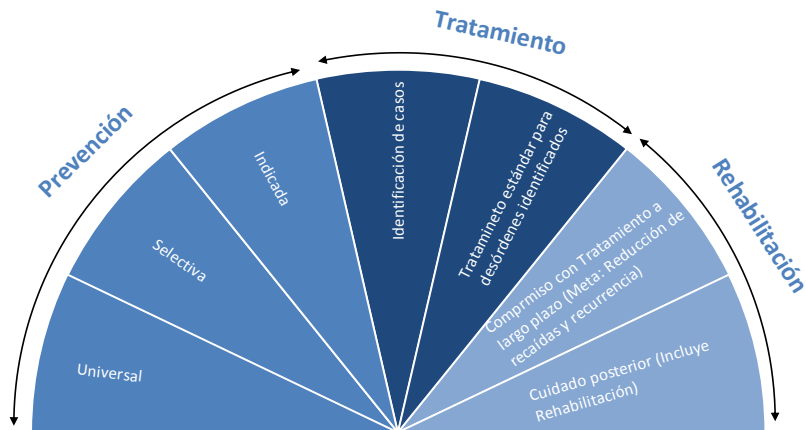 Prevención
Tratamiento
Rehabilitación
Universal
Selectiva
Indicada
Identificación de casos
Tratamineto estándar para
desórdenes identificados
Comprmiso con Tratamiento a
largo plazo (Meta: Reducción de
recaídas y recurrencia)
Cuidado posterior (Incluye
Rehabilitación)